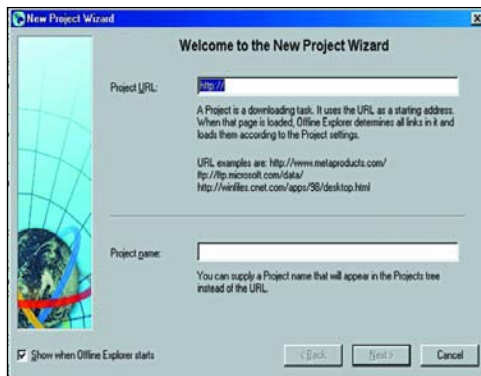 New Project Wizard
Welcome to the New Project Wizard
Project URL:
http://
A Project is a downloading task. It uses the URL as a starting address.
When that page is loaded, Offline Explorer determines all links in it and
loads them according to the Project settings.
URL examples are: http://www.metaproducts.com/
ftp://ftp.microsoft.com/data/
http://winfiles.cnet.com/apps/98/desktop.html
Project name:
You can supply a Project name that will appear in the Projects tree
instead of the URL.
Show when Offline Explorer starts
< Back
Next >
Cancel